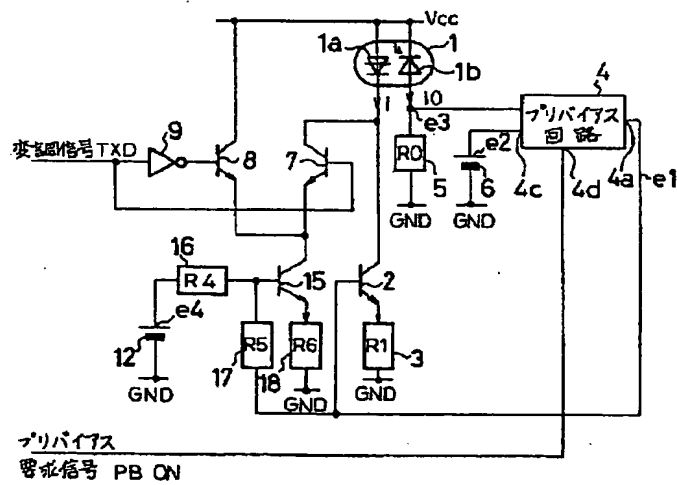 Vcc
1a
1
1b
4
i
i0
プリバイアス
回路
e3
変調信号 TXD
9
8
7
R0
5
e2
6
4c
4d
4a
e1
GND
GND
16
R4
15
2
e4
12
R5
17
R6
18
R1
3
GND
GND
GND
プリバイアス
要求信号 PB ON